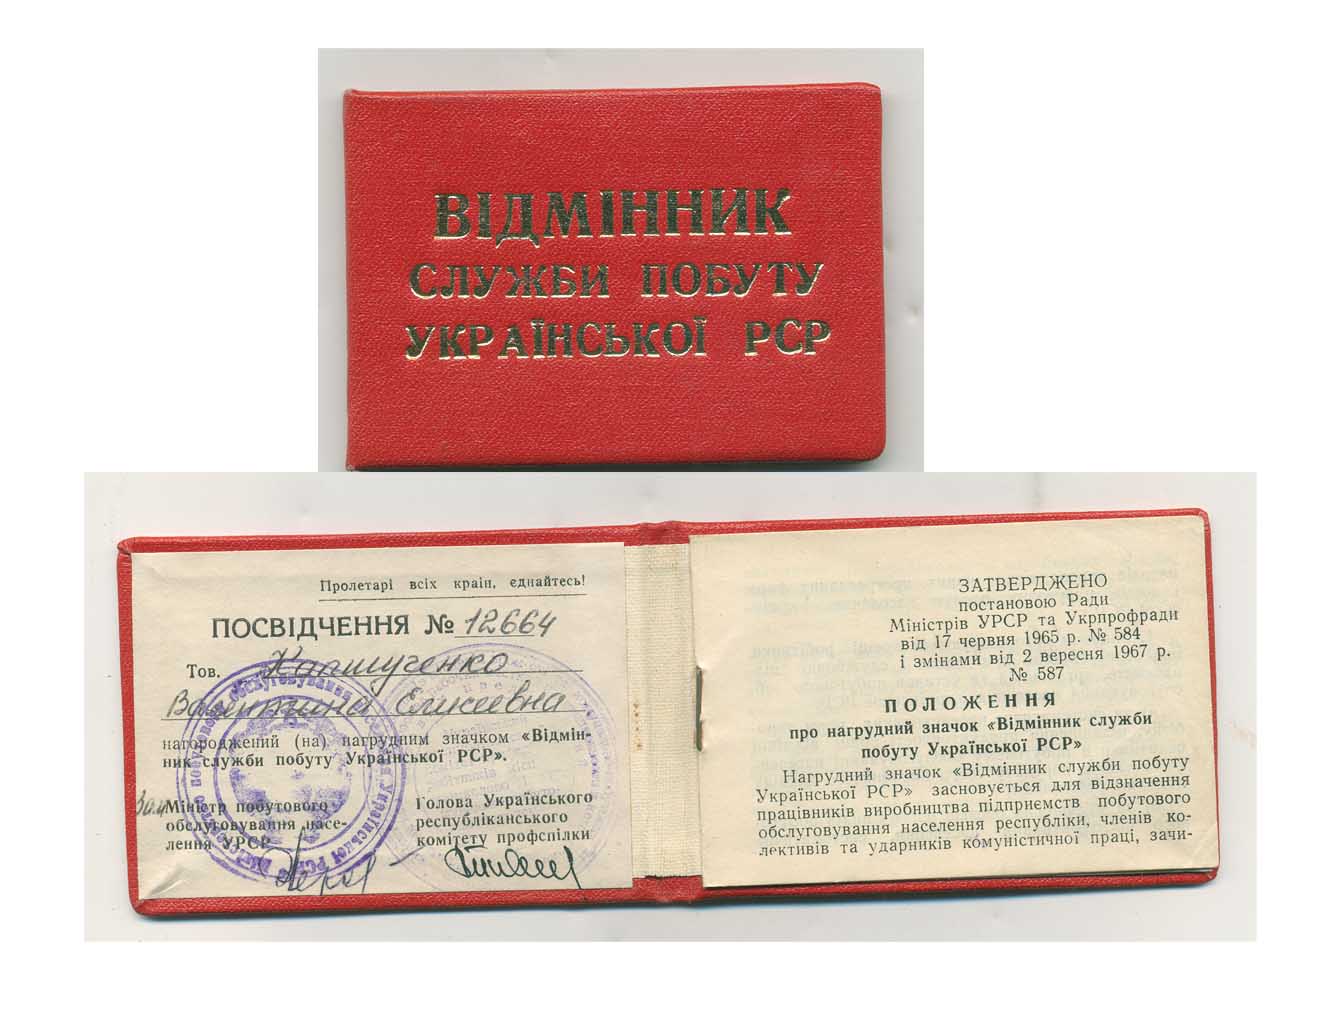 ВІДМІННИК
СЛУЖБИ ПОБУТУ
УКРАЇНСЬКОЇ РСР
Пролетарі всіх країн, єднайтесь!
ПОСВІДЧЕННЯ № 12664
Тов.
Валентина
нагороджений (на) нагрудним значком «Відмін-
ник служби побуту Української РСР».
Зам.
Міністр побутового
обслуговування насе-
лення УРСР
Голова Українського
республіканського
комітету профспілки
обслуговування населення Української РСР
ЗАТВЕРДЖЕНО
постановою Ради
Міністрів УРСР та Укрпрофради
від 17 червня 1965 р. № 584
і змінами від 2 вересня 1967 р.
№ 587
ПОЛОЖЕННЯ
про нагрудний значок «Відмінник служби
побуту Української РСР»
Нагрудний значок «Відмінник служби побуту
Української РСР» засновується для відзначення
працівників виробництва підприємств побутового
обслуговування населення республіки, членів ко-
лективів та ударників комуністичної праці, зачи-